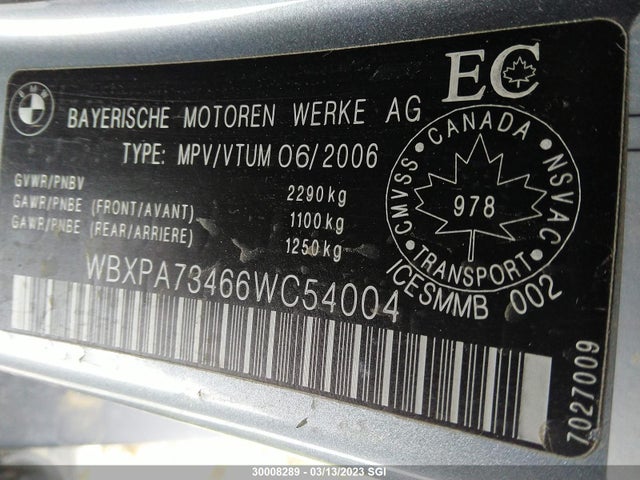 EC
BMW
BAYERISCHE MOTOREN WERKE AG
TYPE: MPV/VTUM 06/2006
GVWR/PNBV 2290kg
GAWR/PNBE (FRONT/AVANT) 1100kg
GAWR/PNBE (REAR/ARRIERE) 1250kg
WBXPA73466WC54004
CANADA
CMVSS
NSVAC
978
TRANSPORT
ICESMMB 002
7027009
30008289 - 03/13/2023 SGI